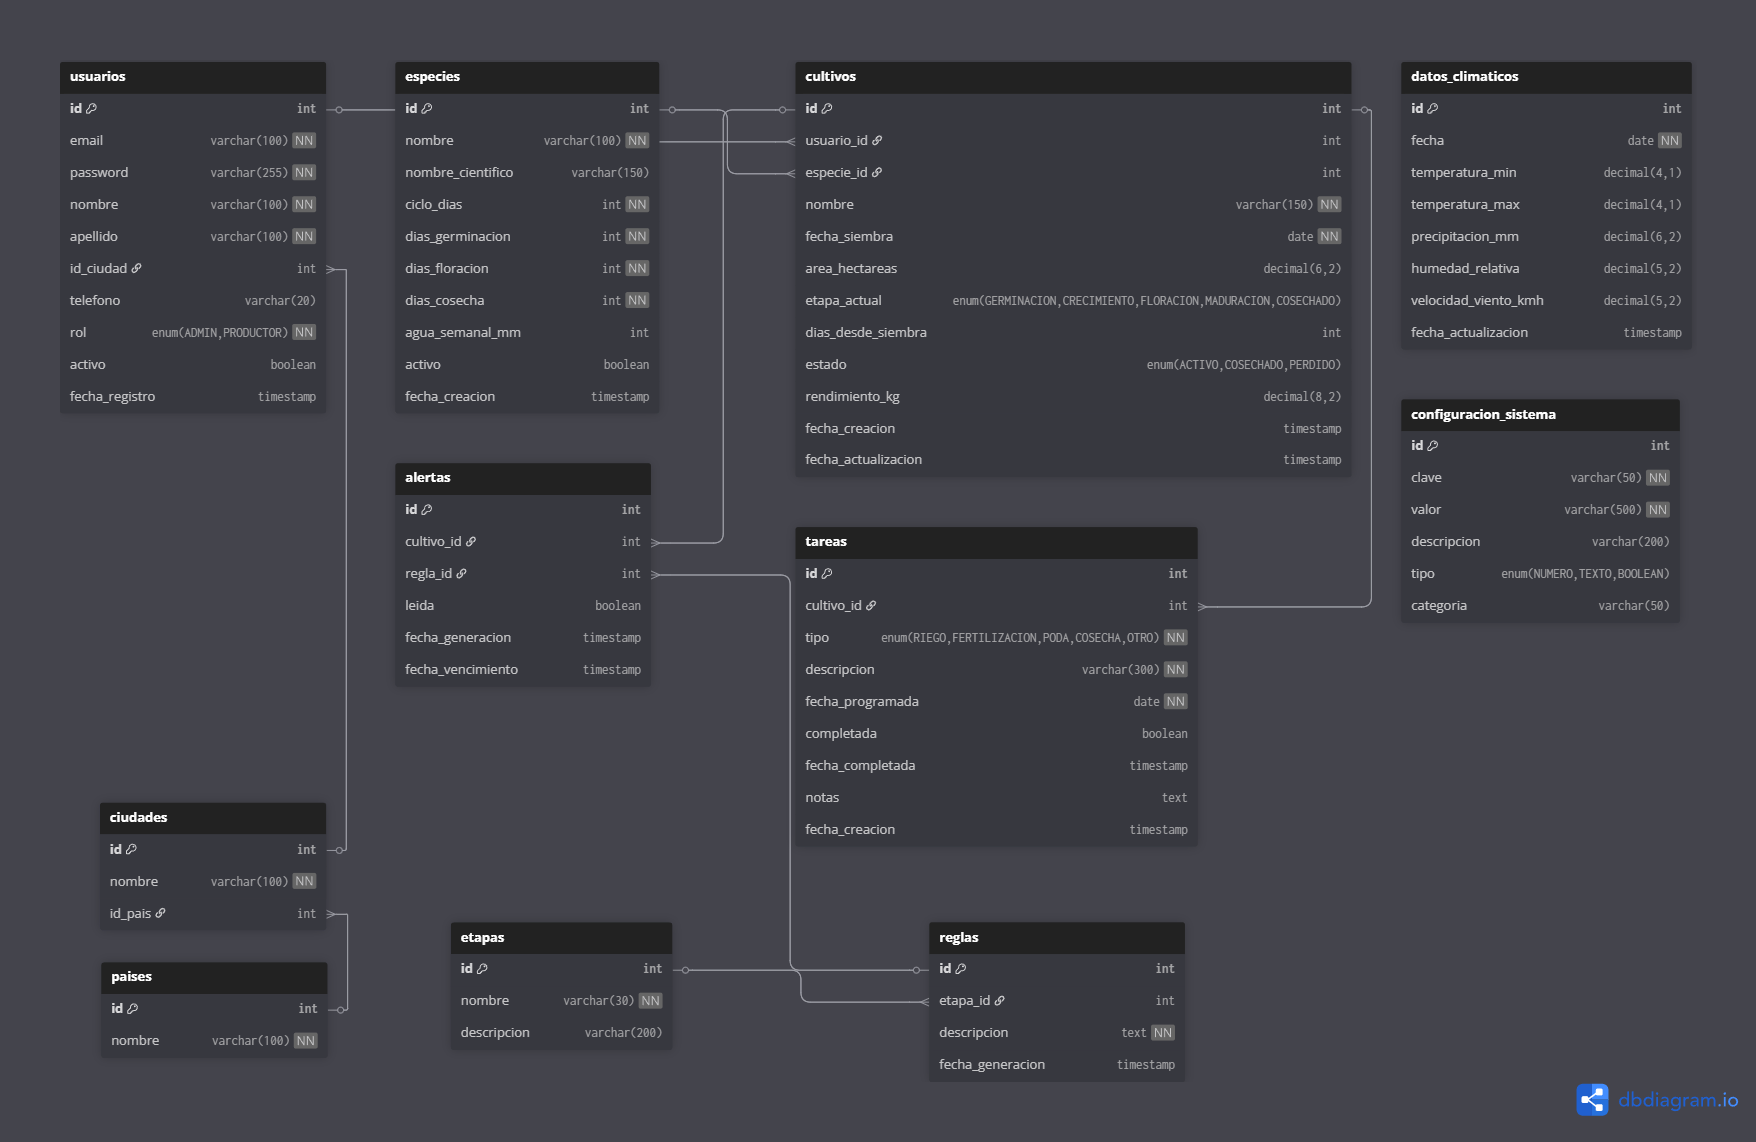 usuarios
id int
email varchar(100) NN
password varchar(255) NN
nombre varchar(100) NN
apellido varchar(100) NN
id_ciudad int
telefono varchar(20)
rol enum(ADMIN,PRODUCTOR) NN
activo boolean
fecha_registro timestamp
especies
id int
nombre varchar(100) NN
nombre_cientifico varchar(150)
ciclo_dias int NN
dias_germinacion int NN
dias_floracion int NN
dias_cosecha int NN
agua_semanal_mm int
activo boolean
fecha_creacion timestamp
cultivos
id int
usuario_id int
especie_id int
nombre varchar(150) NN
fecha_siembra date NN
area_hectareas decimal(6,2)
etapa_actual enum(GERMINACION,CRECIMIENTO,FLORACION,MADURACION,COSECHADO)
dias_desde_siembra int
estado enum(ACTIVO,COSECHADO,PERDIDO)
rendimiento_kg decimal(8,2)
fecha_creacion timestamp
fecha_actualizacion timestamp
datos_climaticos
id int
fecha date NN
temperatura_min decimal(4,1)
temperatura_max decimal(4,1)
precipitacion_mm decimal(6,2)
humedad_relativa decimal(5,2)
velocidad_viento_kmh decimal(5,2)
fecha_actualizacion timestamp
configuracion_sistema
id int
clave varchar(50) NN
valor varchar(500) NN
descripcion varchar(200)
tipo enum(NUMERO,TEXTO,BOOLEAN)
categoria varchar(50)
alertas
id int
cultivo_id int
regla_id int
leida boolean
fecha_generacion timestamp
fecha_vencimiento timestamp
tareas
id int
cultivo_id int
tipo enum(RIEGO,FERTILIZACION,PODA,COSECHA,OTRO) NN
descripcion varchar(300) NN
fecha_programada date NN
completada boolean
fecha_completada timestamp
notas text
fecha_creacion timestamp
ciudades
id int
nombre varchar(100) NN
id_pais int
paises
id int
nombre varchar(100) NN
etapas
id int
nombre varchar(30) NN
descripcion varchar(200)
reglas
id int
etapa_id int
descripcion text NN
fecha_generacion timestamp
dbdiagram.io